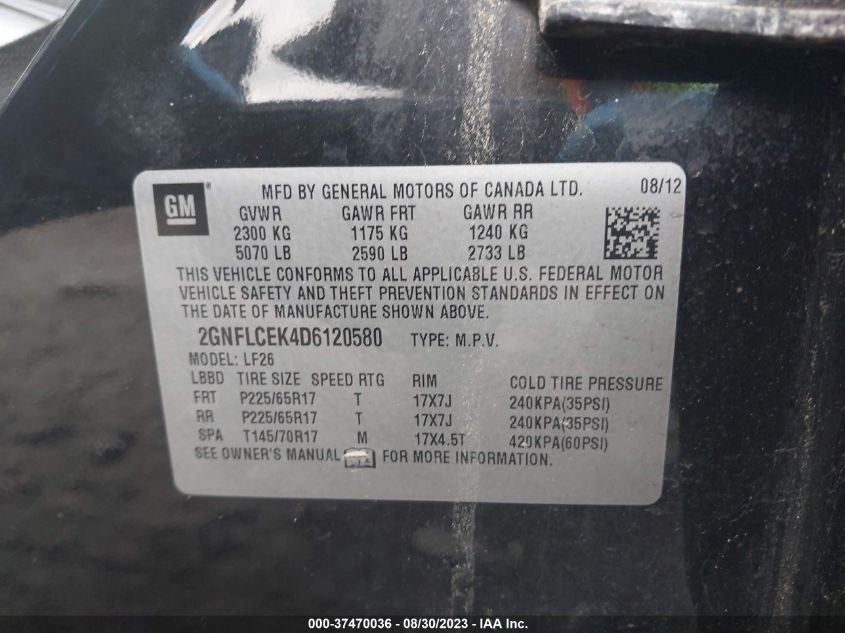 GM ® MFD BY GENERAL MOTORS OF CANADA LTD. 08/12
GVWR GAWR FRT GAWR RR
2300 KG 1175 KG 1240 KG
5070 LB 2590 LB 2733 LB
THIS VEHICLE CONFORMS TO ALL APPLICABLE U.S. FEDERAL MOTOR
VEHICLE SAFETY AND THEFT PREVENTION STANDARDS IN EFFECT ON
THE DATE OF MANUFACTURE SHOWN ABOVE.
2GNFLCEK4D6120580 TYPE: M.P.V.
MODEL: LF26
LBBD TIRE SIZE SPEED RTG RIM COLD TIRE PRESSURE
FRT P225/65R17 T 17X7J 240KPA(35PSI)
RR P225/65R17 T 17X7J 240KPA(35PSI)
SPA T145/70R17 M 17X4.5T 420KPA(60PSI)
SEE OWNER'S MANUAL FOR MORE INFORMATION.
000-37470036 - 08/30/2023 - IAA Inc.